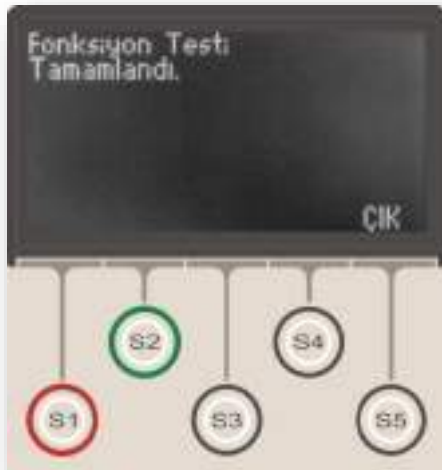 Fonksiyon Testi
Tamamlandı.
ÇIK
S2
S4
S1
S3
S5